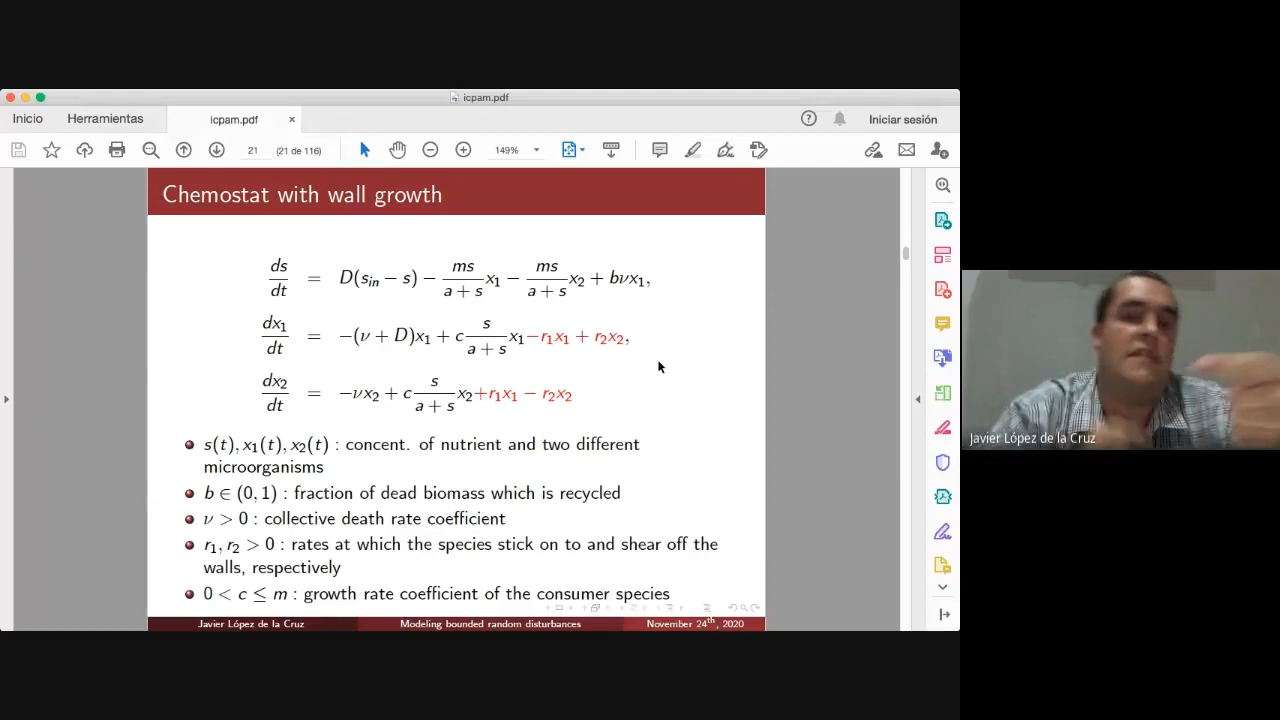 icpam.pdf
Inicio Herramientas icpam.pdf × Iniciar sesión
21 (21 de 116) 149%
Chemostat with wall growth
ds/dt = D(s_in − s) − ms/(a + s) x₁ − ms/(a + s) x₂ + bνx₁,
dx₁/dt = −(ν + D)x₁ + c s/(a + s) x₁ −r₁x₁ + r₂x₂,
dx₂/dt = −νx₂ + c s/(a + s) x₂ +r₁x₁ − r₂x₂
s(t), x₁(t), x₂(t) : concent. of nutrient and two different
microorganisms
b ∈ (0, 1) : fraction of dead biomass which is recycled
ν > 0 : collective death rate coefficient
r₁, r₂ > 0 : rates at which the species stick on to and shear off the
walls, respectively
0 < c ≤ m : growth rate coefficient of the consumer species
Javier López de la Cruz Modeling bounded random disturbances November 24th, 2020
Javier López de la Cruz